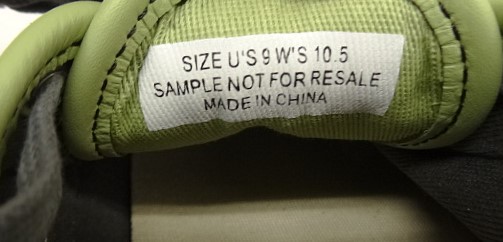 SIZE U'S 9 W'S 10.5
SAMPLE NOT FOR RESALE
MADE IN CHINA